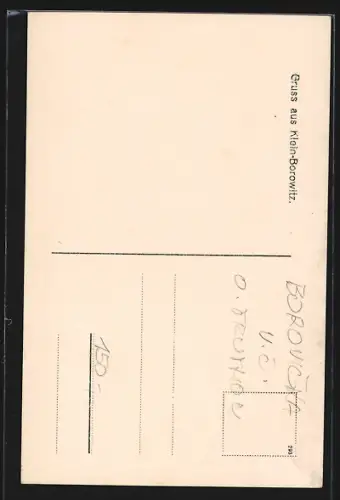 Gruss aus Klein-Borowitz.
BOROVIČKA
V.Č.
O. TRUTNOV
150-